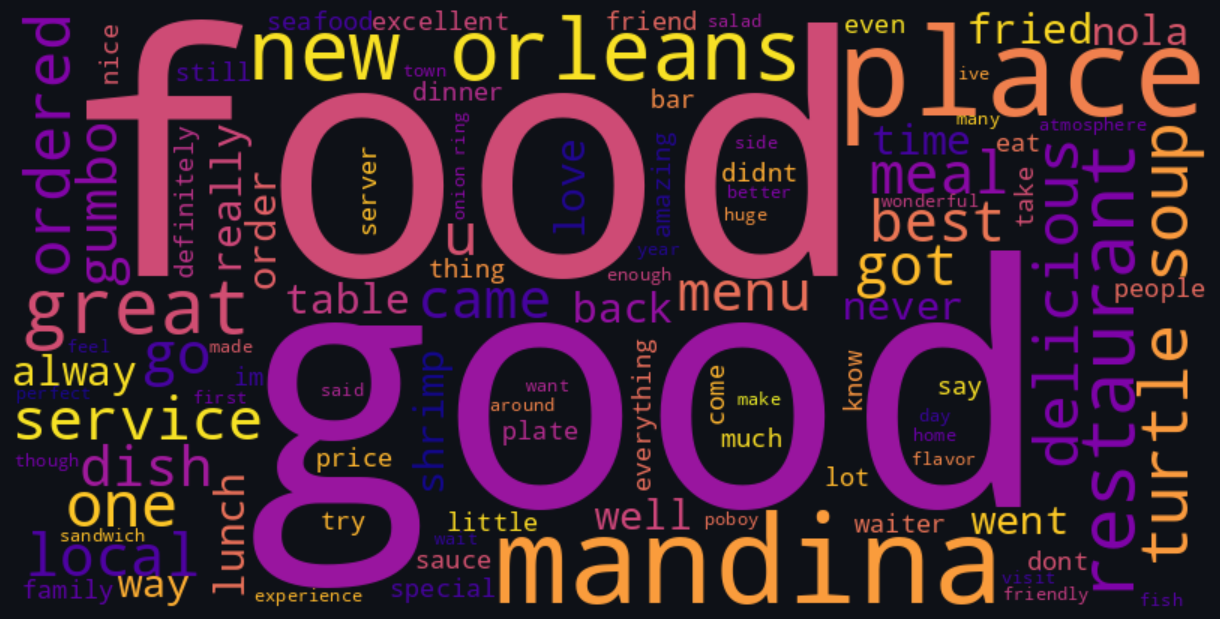 seafood
excellent
friend
salad
even
fried
nola
nice
ordered
food
new orleans
place
still
town
dinner
bar
ive
many
atmosphere
gumbo
definitely
really
order
server
onion ring
love
amazing
side
didnt
better
huge
time
eat
meal
wonderful
take
best
delicious
restaurant
turtle soup
u
year
thing
enough
got
people
great
table
came
back
menu
never
feel
go
made
alway
im
perfect
first
service
good
said
shrimp
want
around
plate
everything
come
make
much
know
say
day
home
flavor
though
dish
price
lot
one
lunch
try
little
well
poboy
waiter
went
sandwich
local
wait
sauce
mandina
dont
family
way
experience
special
visit
friendly
fish